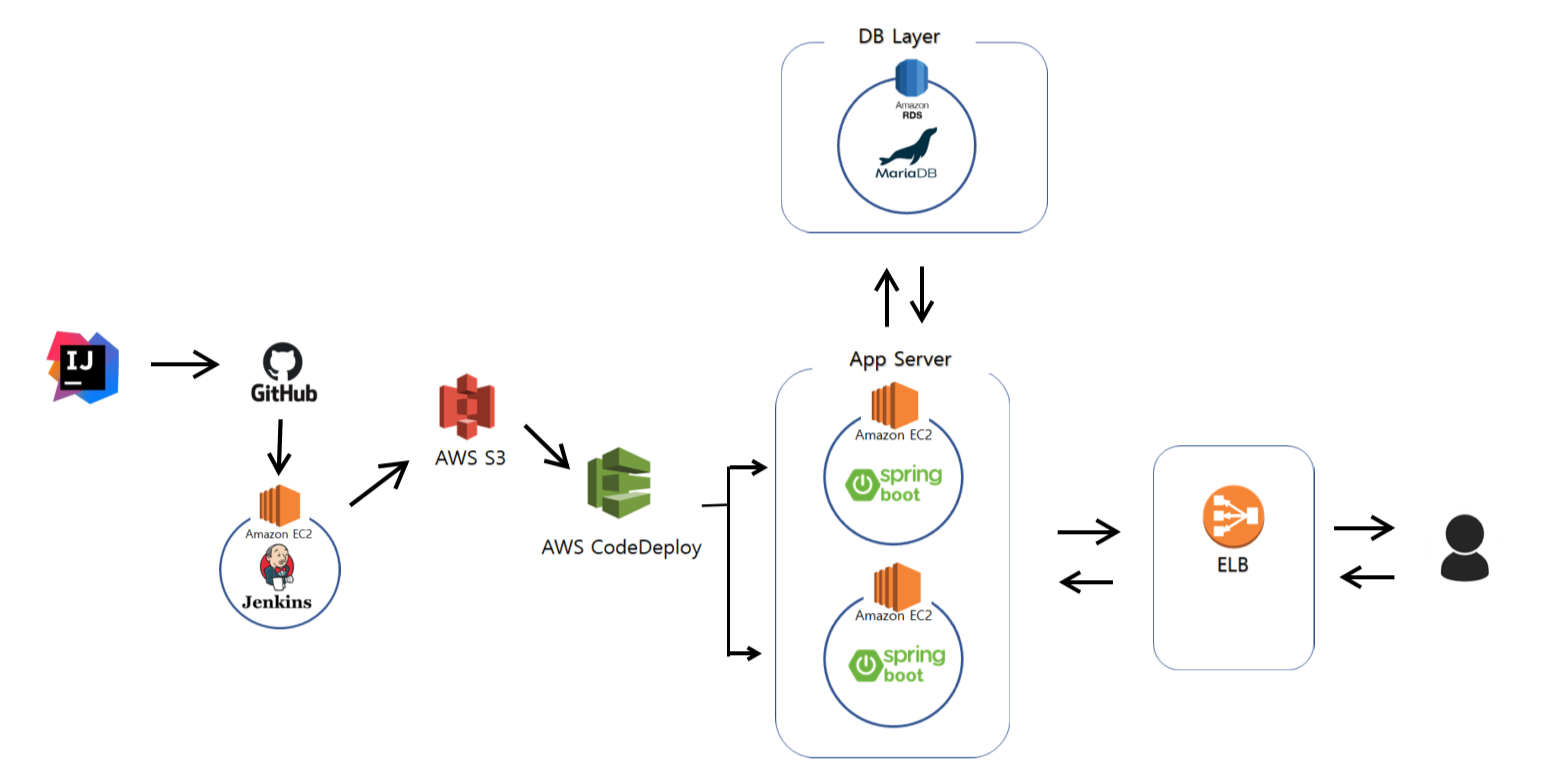 DB Layer
Amazon
RDS
MariaDB
IJ
GitHub
Amazon EC2
Jenkins
AWS S3
AWS CodeDeploy
App Server
Amazon EC2
spring
boot
Amazon EC2
spring
boot
ELB